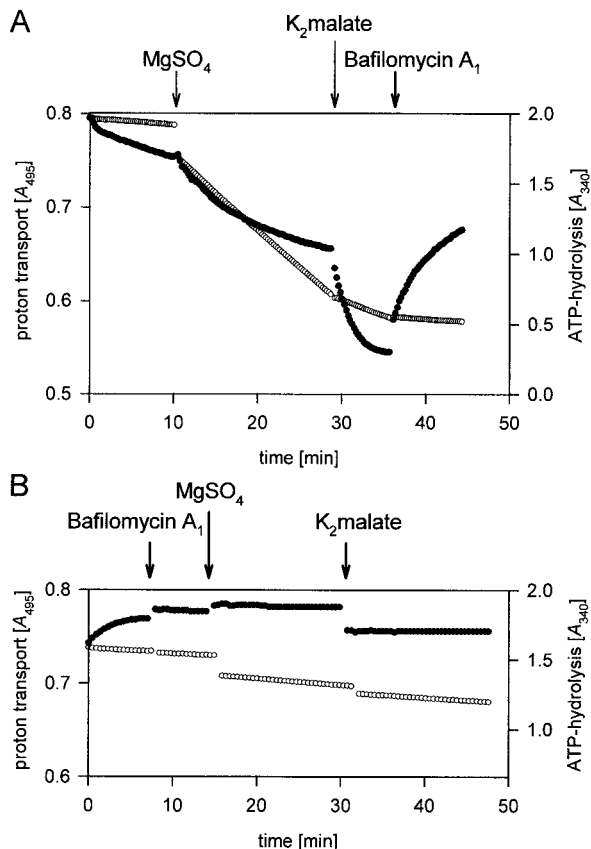 A
K₂malate
MgSO₄
Bafilomycin A₁
0.8
0.7
0.6
0.5
proton transport [A₄₉₅]
2.0
1.5
1.0
0.5
0.0
ATP-hydrolysis [A₃₄₀]
0 10 20 30 40 50
time [min]
B
MgSO₄
Bafilomycin A₁
K₂malate
0.8
0.7
0.6
proton transport [A₄₉₅]
2.0
1.5
1.0
ATP-hydrolysis [A₃₄₀]
0 10 20 30 40 50
time [min]